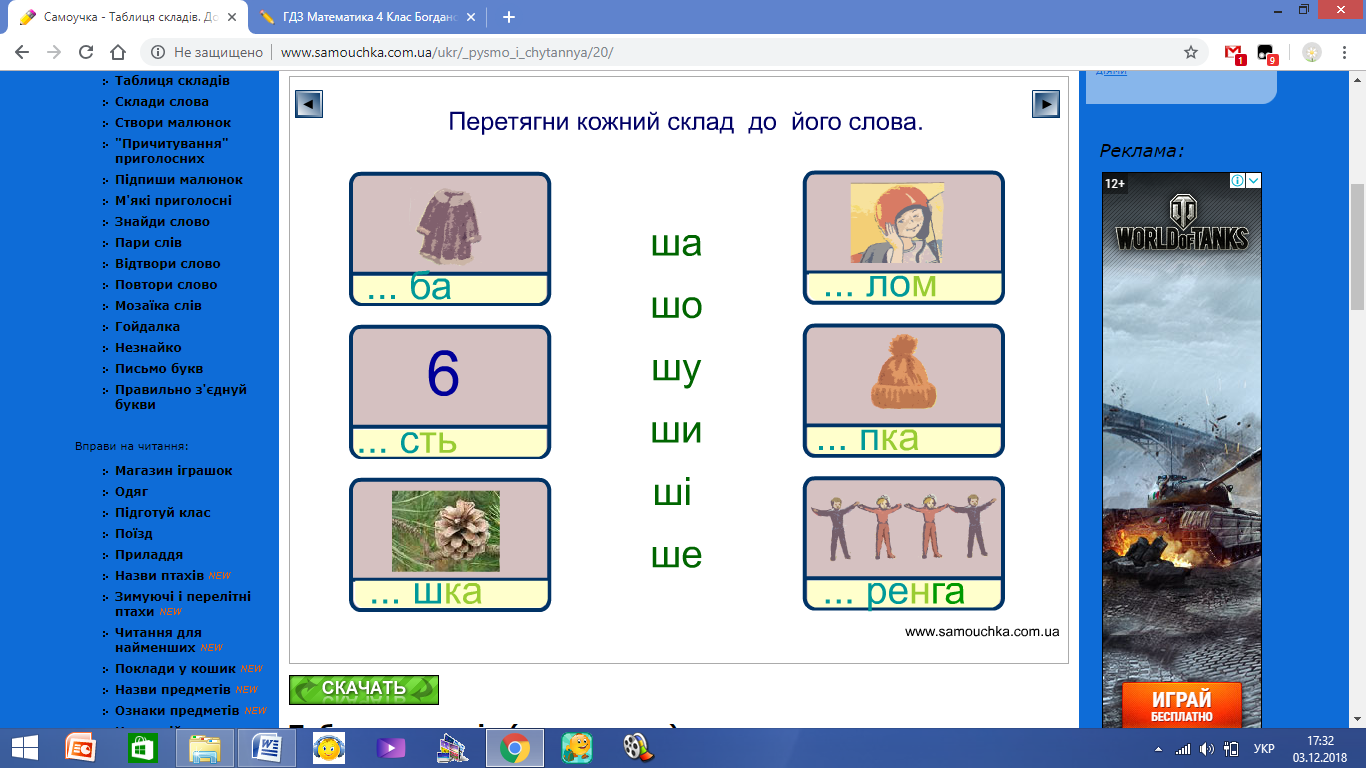 Самоучка - Таблиця складів. До
ГДЗ Математика 4 Клас Богдано
Не защищено
www.samouchka.com.ua/ukr/_pysmo_i_chytannya/20/
1
9
Таблиця складів
Склади слова
Створи малюнок
"Причитування"
приголосних
Підпиши малюнок
М'які приголосні
Знайди слово
Пари слів
Відтвори слово
Повтори слово
Мозаїка слів
Гойдалка
Незнайко
Письмо букв
Правильно з'єднуй
букви
Вправи на читання:
Магазин іграшок
Одяг
Підготуй клас
Поїзд
Приладдя
Назви птахів NEW
Зимуючі і перелітні
птахи NEW
Читання для
найменших NEW
Поклади у кошик NEW
Назви предметів NEW
Ознаки предметів NEW
Перетягни кожний склад до його слова.
... ба
6
... сть
... шка
ша
шо
шу
ши
ші
ше
... лом
... пка
... ренга
www.samouchka.com.ua
СКАЧАТЬ
діями
Реклама:
12+
WORLD OF TANKS
ИГРАЙ
БЕСПЛАТНО
УКР
17:32
03.12.2018